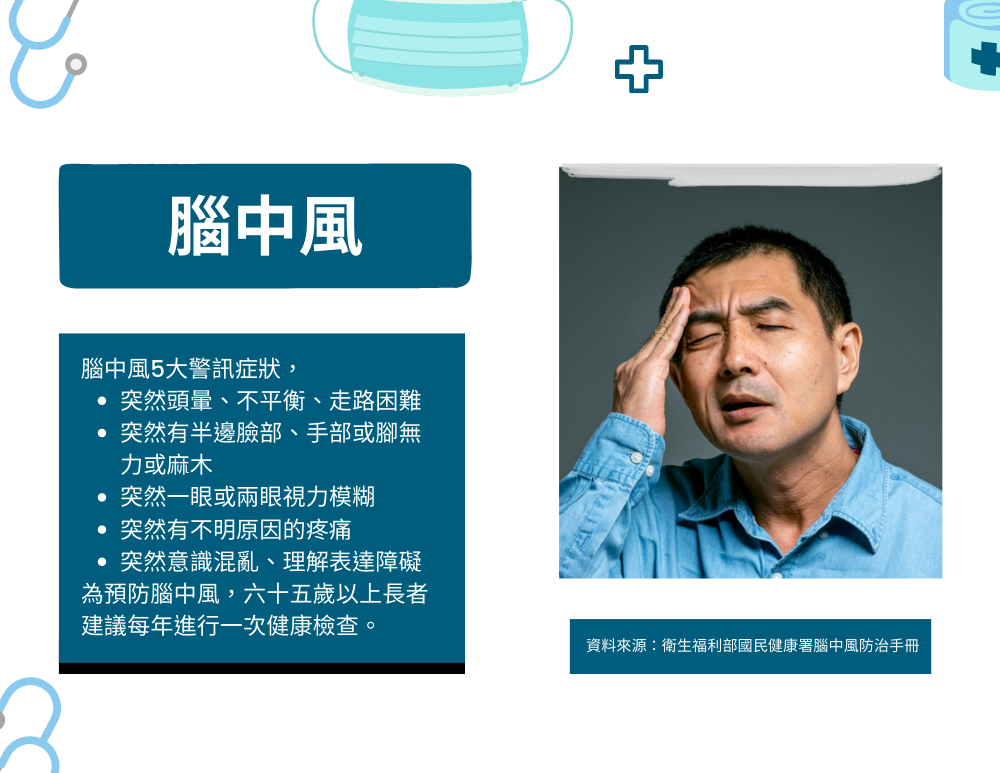 腦中風
腦中風5大警訊症狀，
• 突然頭暈、不平衡、走路困難
• 突然有半邊臉部、手部或腳無
力或麻木
• 突然一眼或兩眼視力模糊
• 突然有不明原因的疼痛
• 突然意識混亂、理解表達障礙
為預防腦中風，六十五歲以上長者
建議每年進行一次健康檢查。
資料來源：衛生福利部國民健康署腦中風防治手冊